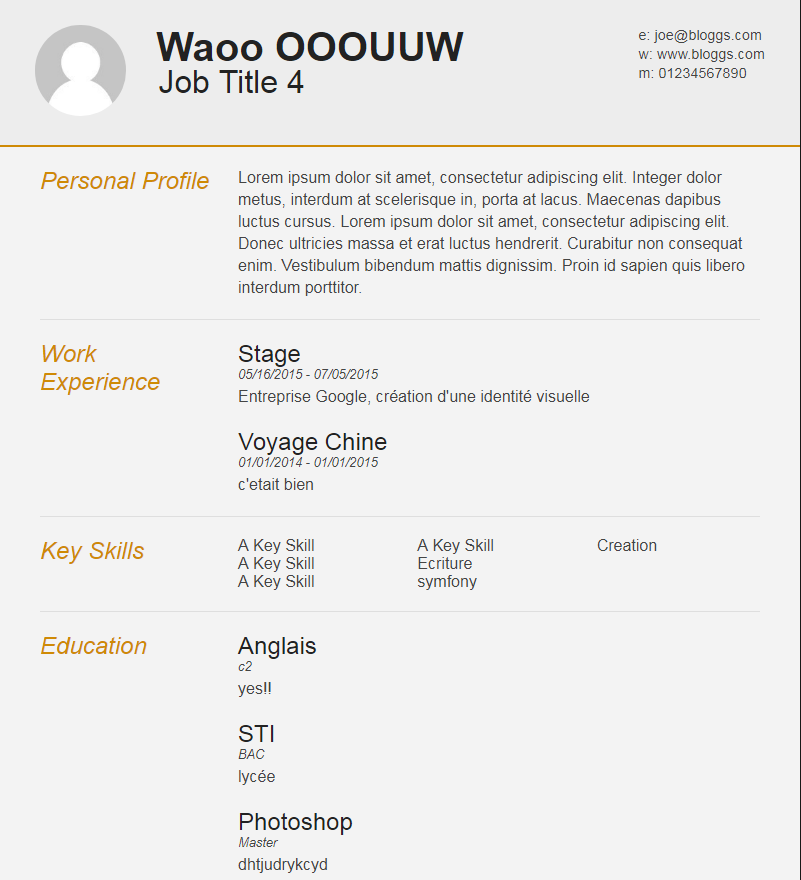 Waoo OOOUUW
Job Title 4
e: joe@bloggs.com
w: www.bloggs.com
m: 01234567890
Personal Profile
Lorem ipsum dolor sit amet, consectetur adipiscing elit. Integer dolor
metus, interdum at scelerisque in, porta at lacus. Maecenas dapibus
luctus cursus. Lorem ipsum dolor sit amet, consectetur adipiscing elit.
Donec ultricies massa et erat luctus hendrerit. Curabitur non consequat
enim. Vestibulum bibendum mattis dignissim. Proin id sapien quis libero
interdum porttitor.
Work
Experience
Stage
05/16/2015 - 07/05/2015
Entreprise Google, création d'une identité visuelle
Voyage Chine
01/01/2014 - 01/01/2015
c'etait bien
Key Skills
A Key Skill
A Key Skill
A Key Skill
A Key Skill
Ecriture
symfony
Creation
Education
Anglais
c2
yes!!
STI
BAC
lycée
Photoshop
Master
dhtjudrykcyd